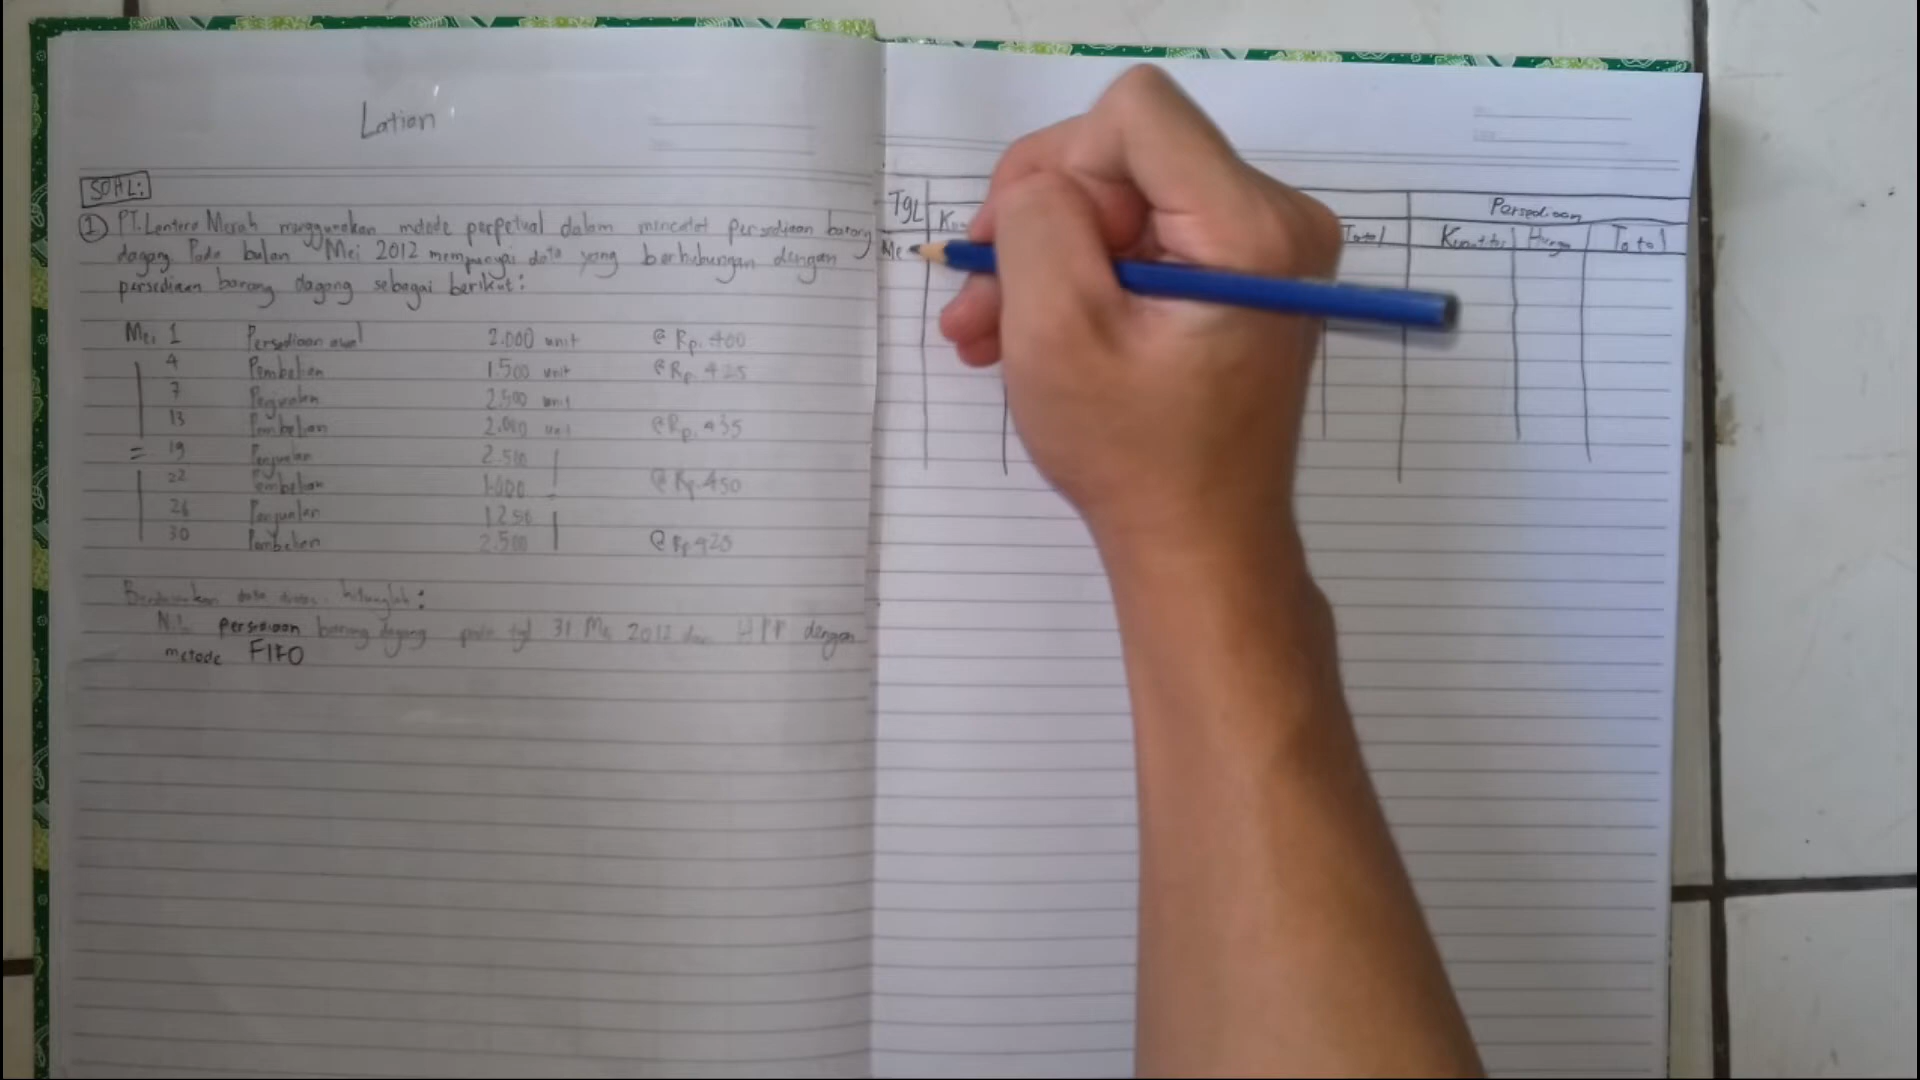 Lation
SOAL:
① PT. Lentera Merah menggunakan metode perpetual dalam mencatat persediaan barang
dagang. Pada bulan Mei 2012 mempunyai data yang berhubungan dengan
persediaan barang dagang sebagai berikut:
Mei 1 Persediaan awal 2.000 unit @ Rp. 400
4 Pembelian 1.500 unit @ Rp. 425
7 Penjualan 2.500 unit
13 Pembelian 2.000 unit @ Rp. 435
= 19 Penjualan 2.500
22 Pembelian 1.000 @ Rp. 450
26 Penjualan 1250
30 Pembelian 2.500 @ Rp 425
Berdasarkan data diatas hitunglah:
persediaan barang dagang pada tgl 31 Mei 2012 dan HPP dengan
metode FIFO
TgL Persediaan
Total Kuantitas Harga Total
Me